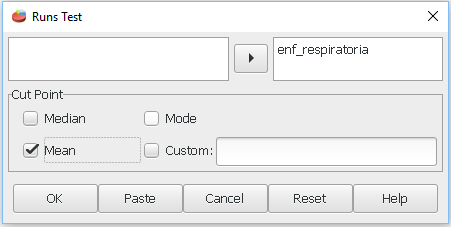 Runs Test
enf_respiratoria
Cut Point
Median Mode
Mean Custom:
OK Paste Cancel Reset Help